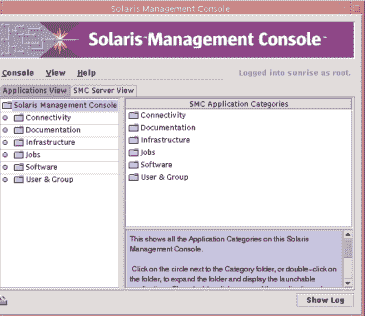 Solaris Management Console
Solaris Management Console
Console View Help
Logged into sunrise as root.
Applications View SMC Server View
Solaris Management Console
Connectivity
Documentation
Infrastructure
Jobs
Software
User & Group
SMC Application Categories
Connectivity
Documentation
Infrastructure
Jobs
Software
User & Group
This shows all the Application Categories on this Solaris
Management Console.
Click on the circle next to the Category folder, or double-click on
the folder, to expand the folder and display the launchable
Show Log